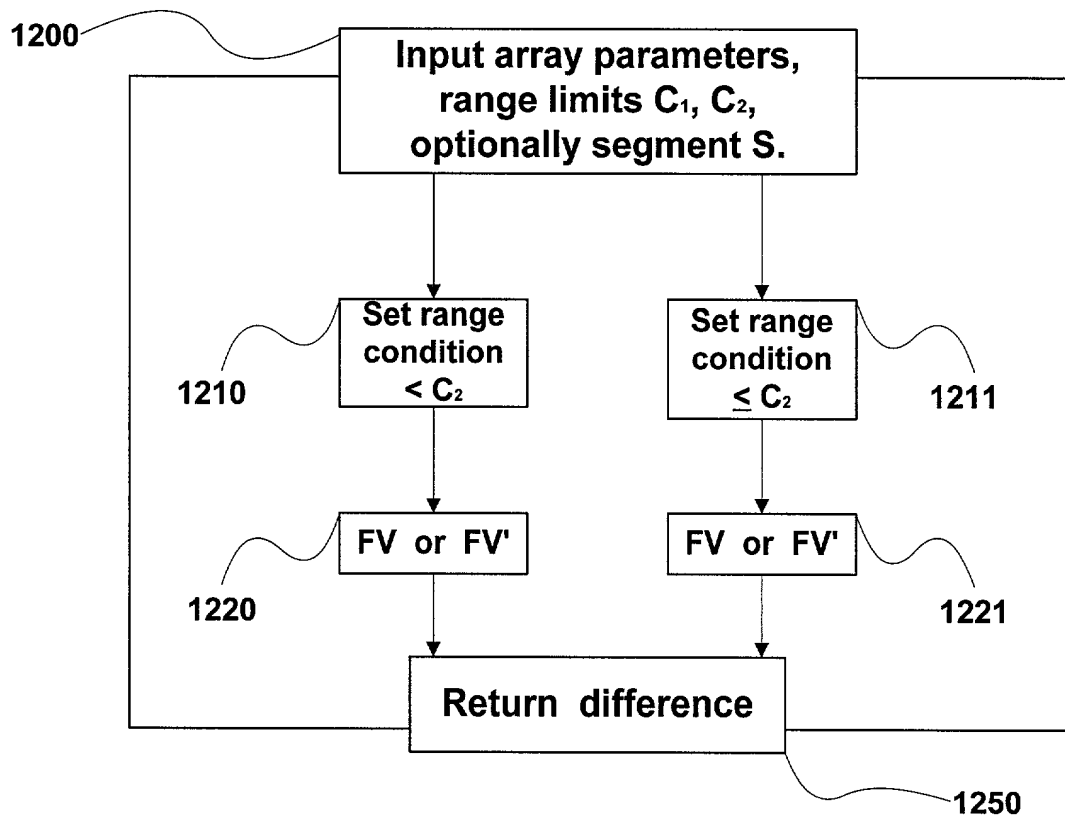 1200
Input array parameters,
range limits C₁, C₂,
optionally segment S.
Set range
condition
< C₂
1210
Set range
condition
≤ C₂
1211
FV or FV'
1220
FV or FV'
1221
Return difference
1250